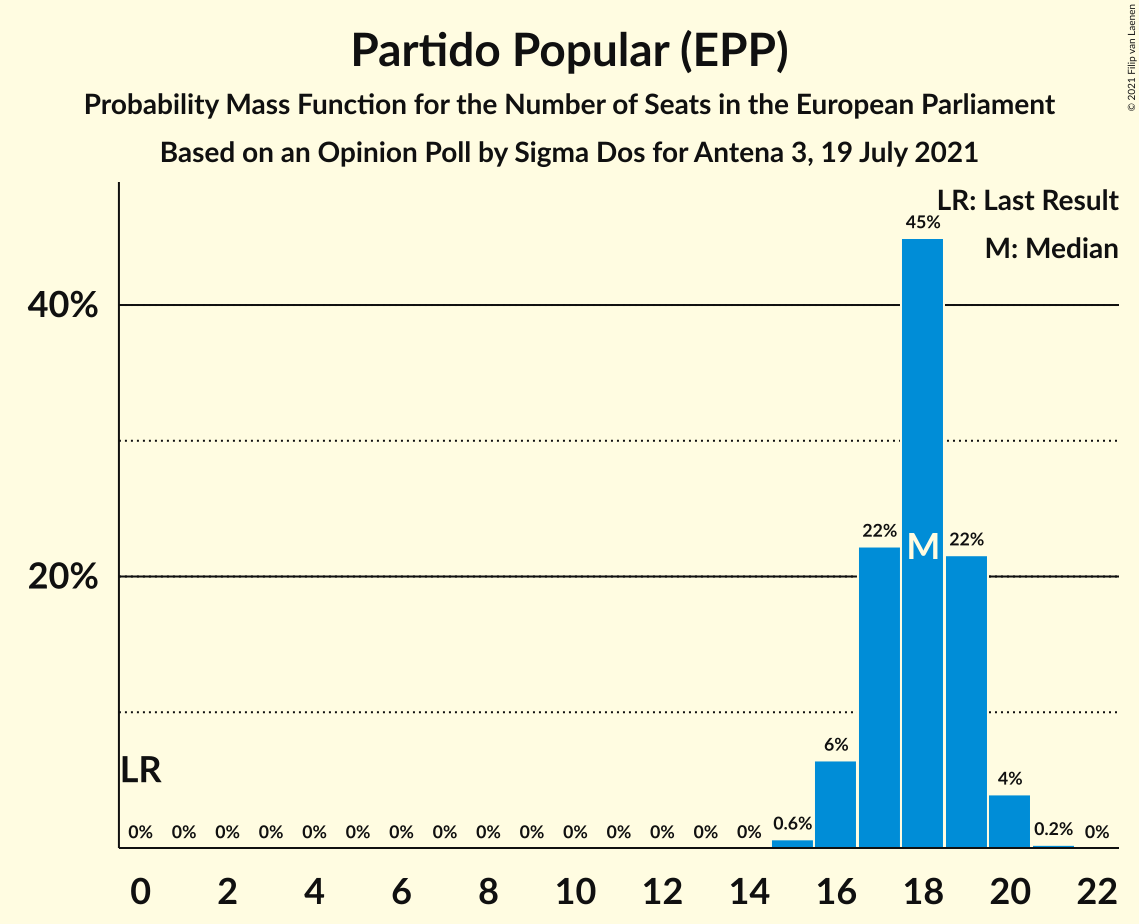 Partido Popular (EPP)
Probability Mass Function for the Number of Seats in the European Parliament
Based on an Opinion Poll by Sigma Dos for Antena 3, 19 July 2021
© 2021 Filip van Laenen
LR: Last Result
M: Median
40%
20%
LR
M
0% 0% 0% 0% 0% 0% 0% 0% 0% 0% 0% 0% 0% 0% 0% 0.6% 6% 22% 45% 22% 4% 0.2% 0%
0 2 4 6 8 10 12 14 16 18 20 22